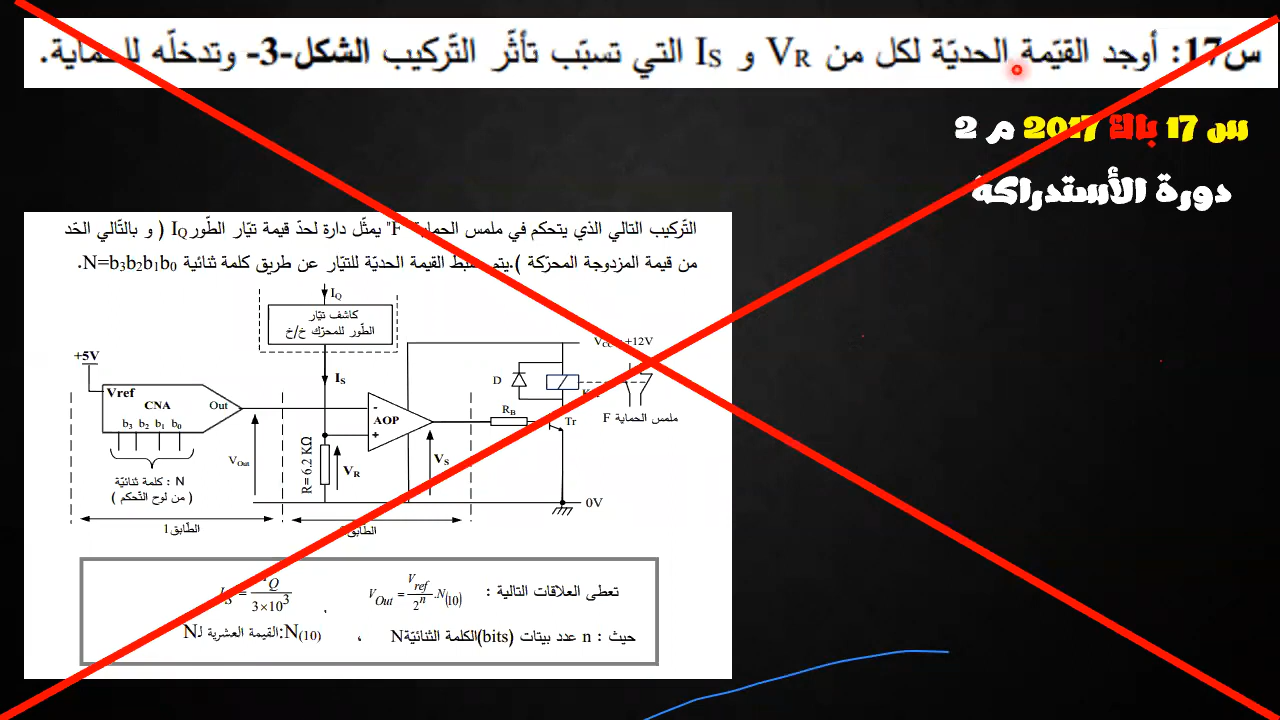 س17: أوجد القيّمة الحديّة لكل من VR و IS التي تسبّب تأثّر التّركيب الشكل-3- وتدخلّه للحماية.
س 17 باك 2017 م 2
دورة الأستدراكة
التّركيب التالي الذي يتحكم في ملمس الحماية "F" يمثّل دارة لحدّ قيمة تيّار الطّور IQ ( و بالتّالي الحّد
من قيمة المزدوجة المحرّكة ).يتم ضبط القيمة الحديّة للتيّار عن طريق كلمة ثنائية N=b3b2b1b0.
IQ
كاشف تيّار
الطّور للمحرّك خ/خ
Vcc=+12V
+5V
IS
Vref
CNA
Out
b3 b2 b1 b0
D
RB
Tr
ملمس الحماية F
-
AOP
+
VOut
R=6.2 KΩ
VR
VS
N : كلمة ثنائيّة
( من لوح التّحكم )
0V
الطّابق1
تعطى العلاقات التالية : VOut = Vref/2^n .N(10) , IS = IQ/3×10^3
حيث : n عدد بيتات (bits)الكلمة الثنائيّةN ، N(10):القيمة العشرية لـN